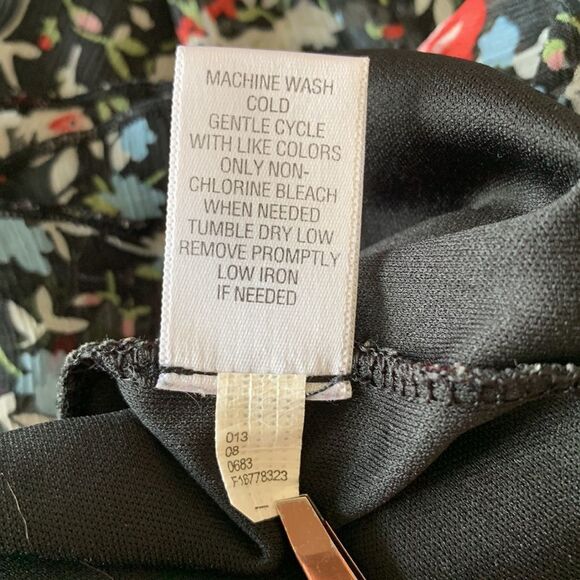 MACHINE WASH
COLD
GENTLE CYCLE
WITH LIKE COLORS
ONLY NON-
CHLORINE BLEACH
WHEN NEEDED
TUMBLE DRY LOW
REMOVE PROMPTLY
LOW IRON
IF NEEDED
013
08
0683
F16778323